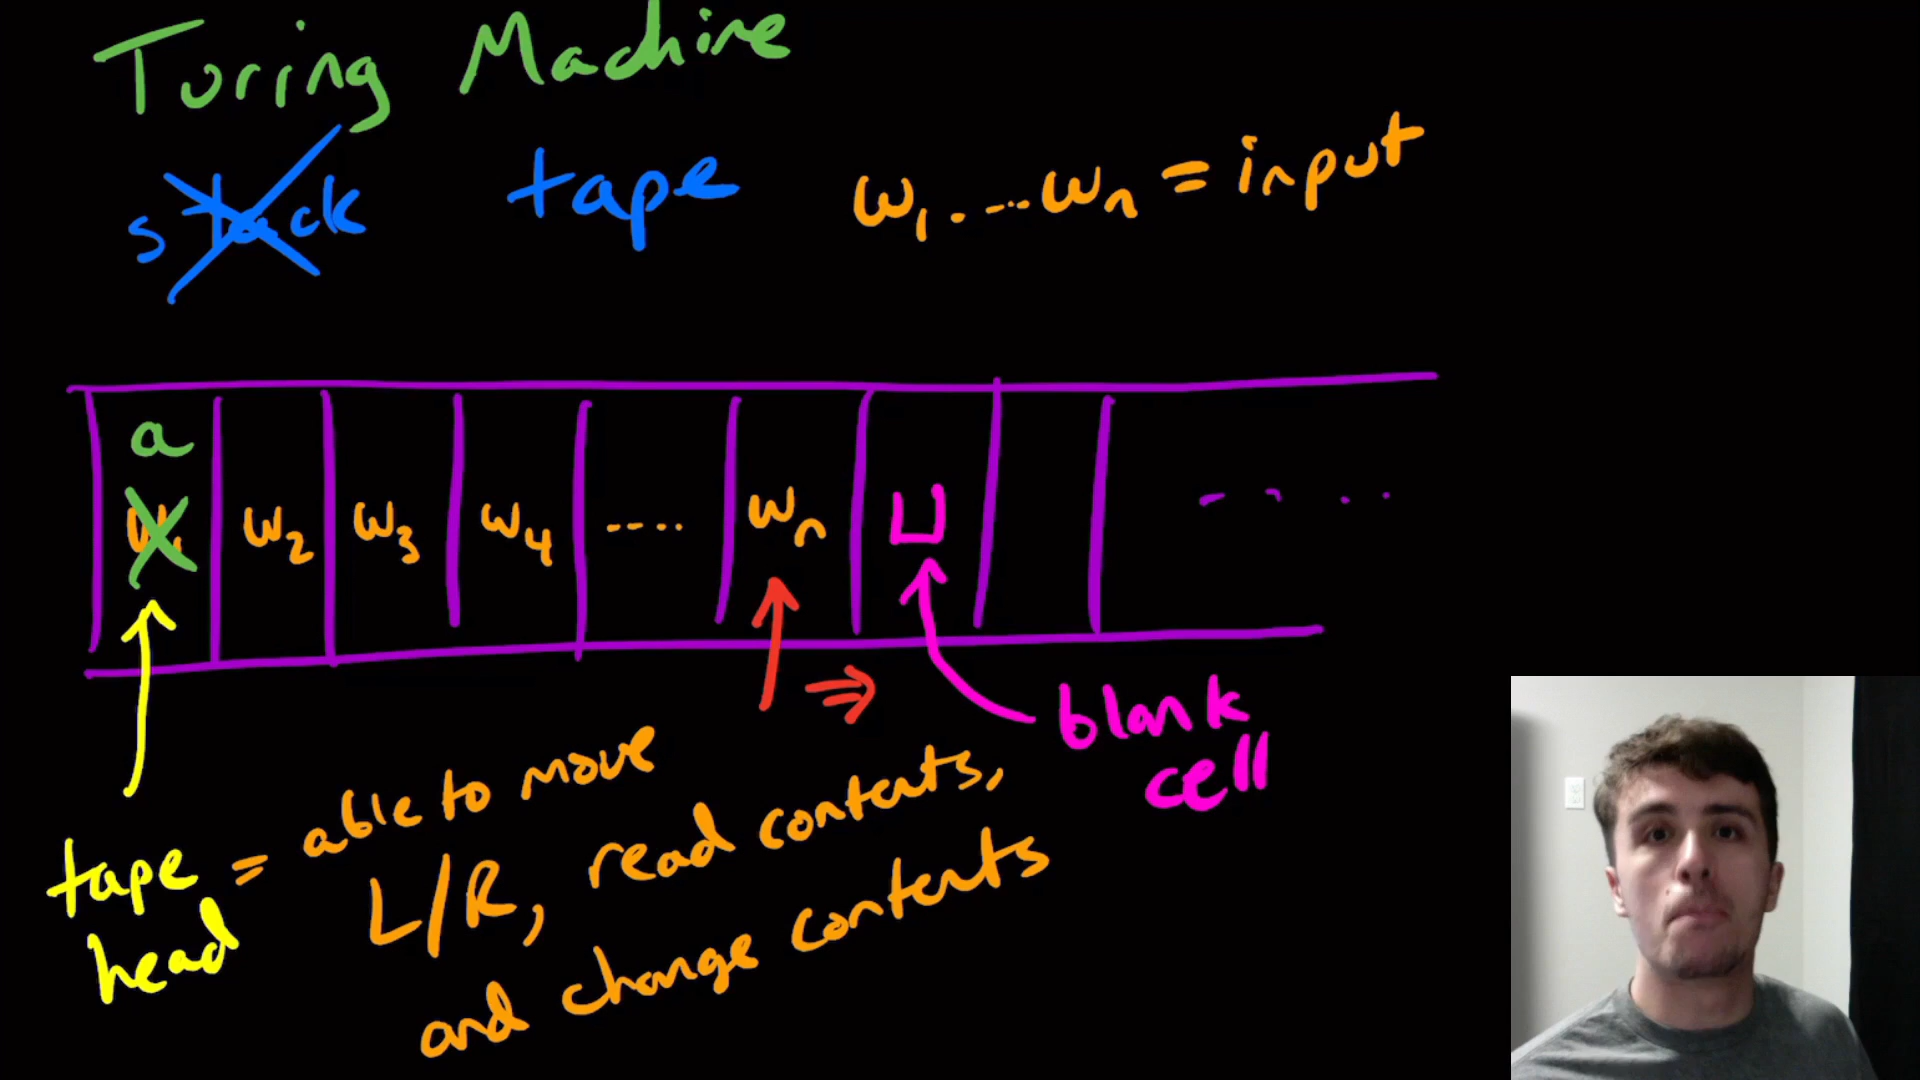 Turing Machine
stack tape w₁. ...wₙ = input
a
w₁ w₂ w₃ w₄ .... wₙ ⊔ - - . .
⇒
blank
cell
tape
head
= able to move
L/R, read contents,
and change contents